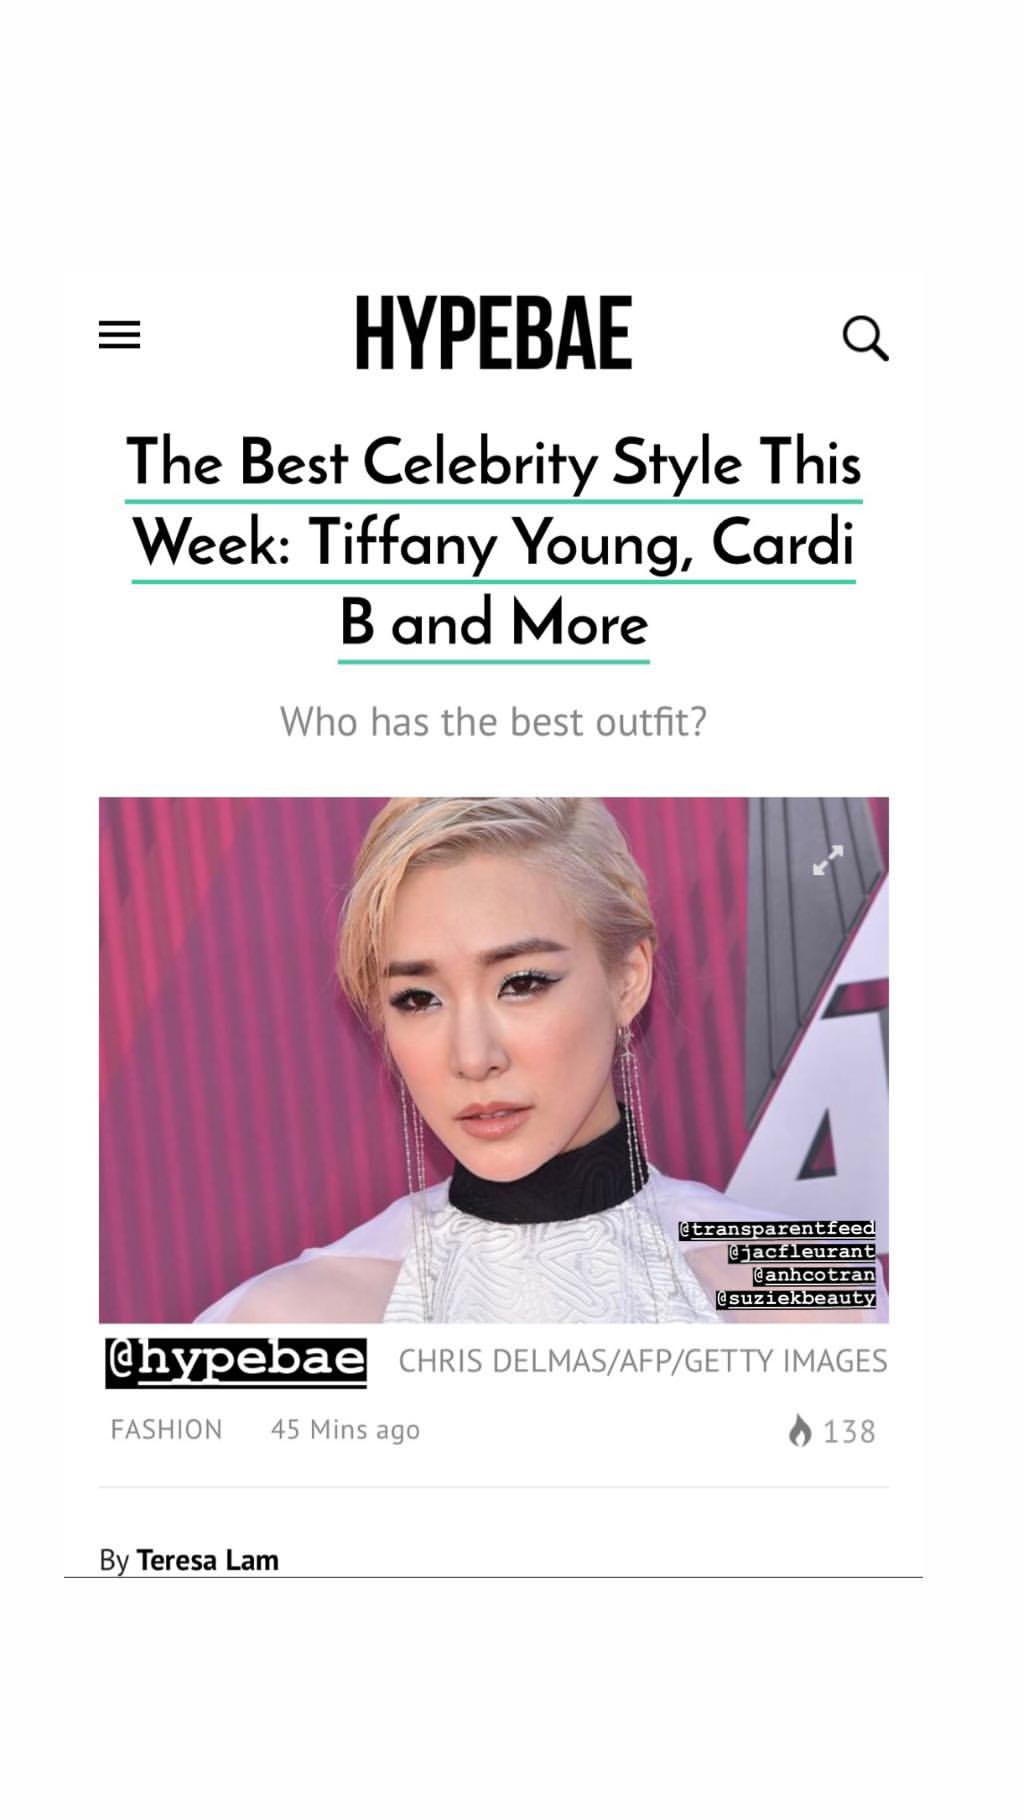 HYPEBAE
The Best Celebrity Style This
Week: Tiffany Young, Cardi
B and More
Who has the best outfit?
A
@transparentfeed
@jacfleurant
@anhcotran
@suziekbeauty
@hypebae CHRIS DELMAS/AFP/GETTY IMAGES
FASHION 45 Mins ago 138
By Teresa Lam